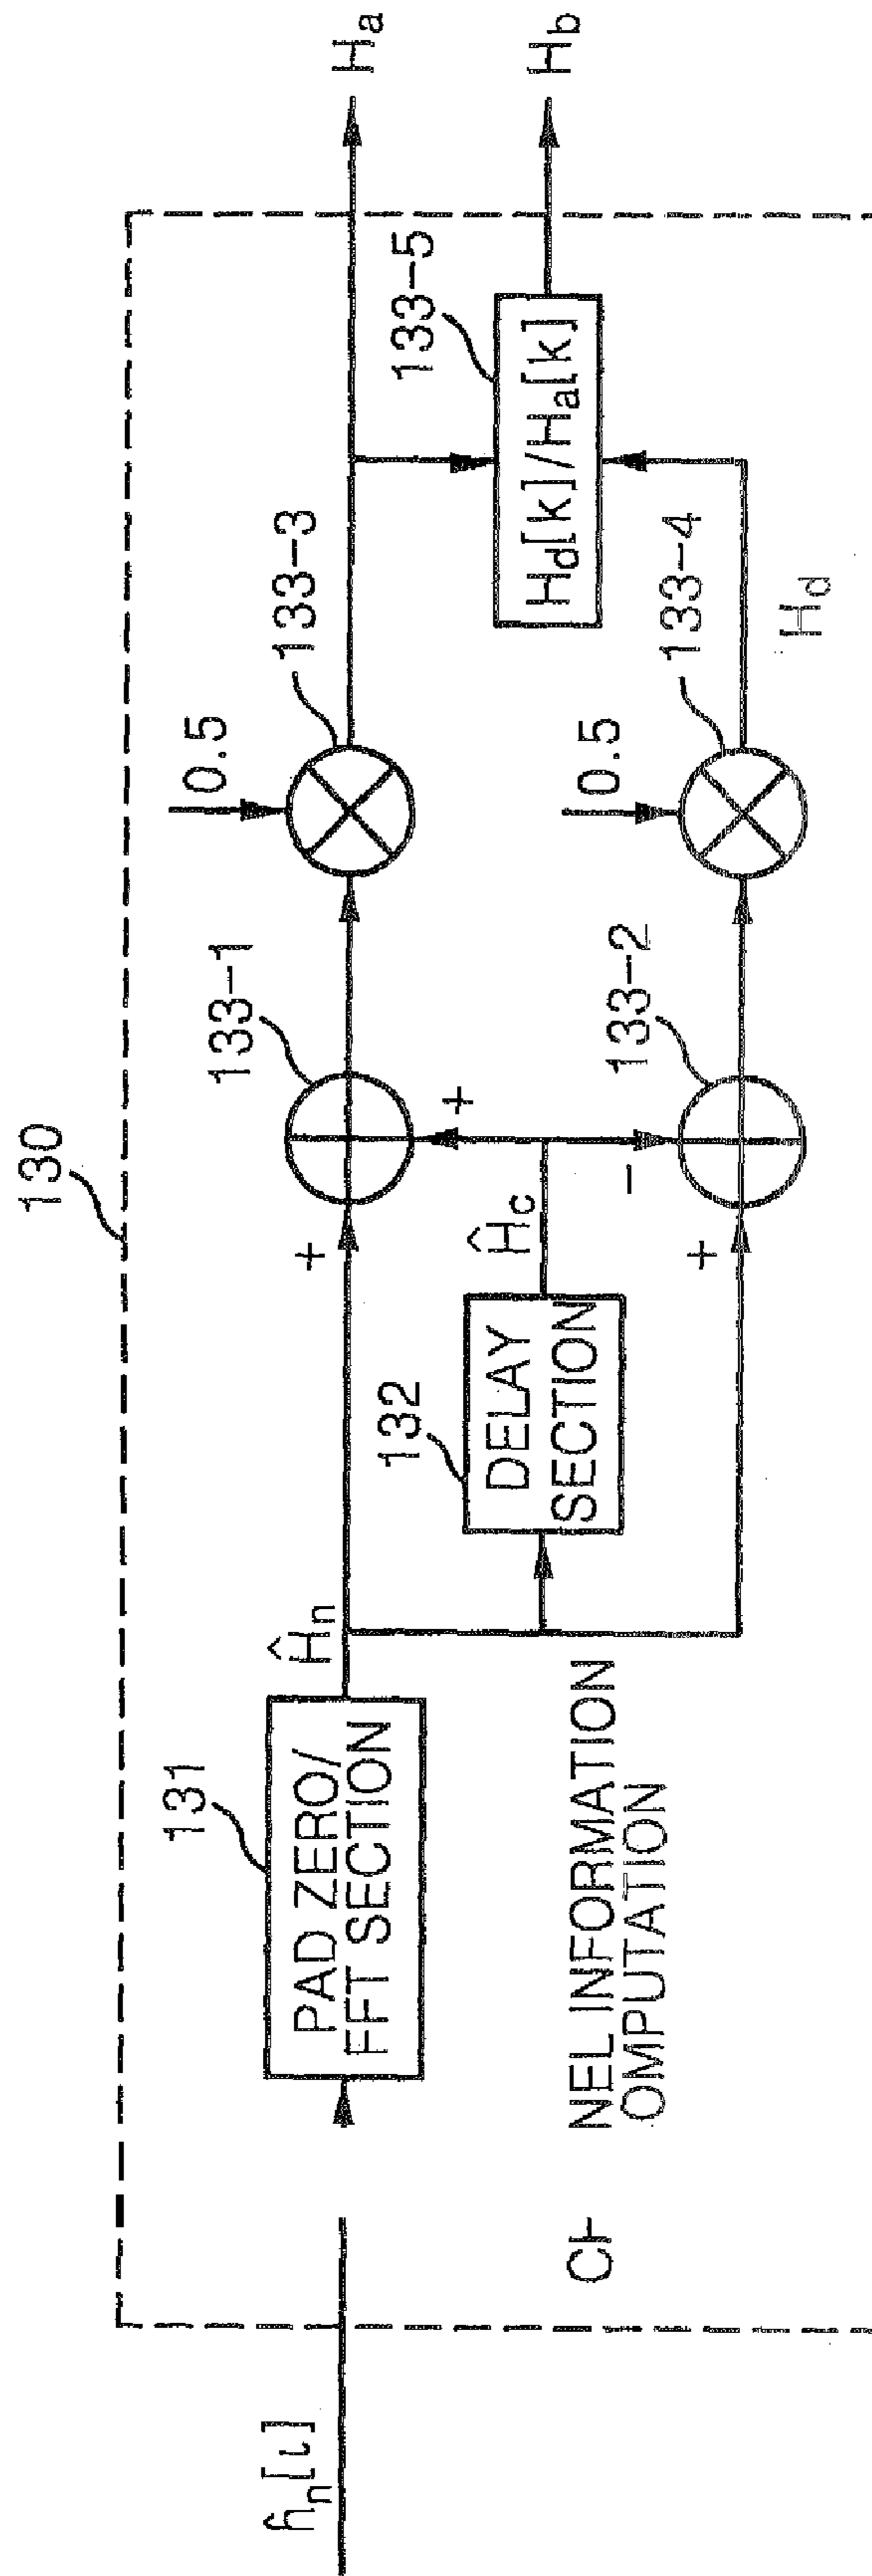 130
131
PAD ZERO/
FFT SECTION
ĥn[ι]
Ĥn
132
DELAY
SECTION
Ĥc
+
+
-
+
133-1
133-2
0.5
133-3
0.5
133-4
Hd
133-5
Hd[k]/Ha[k]
Ha
Hb
NEL INFORMATION
OMPUTATION